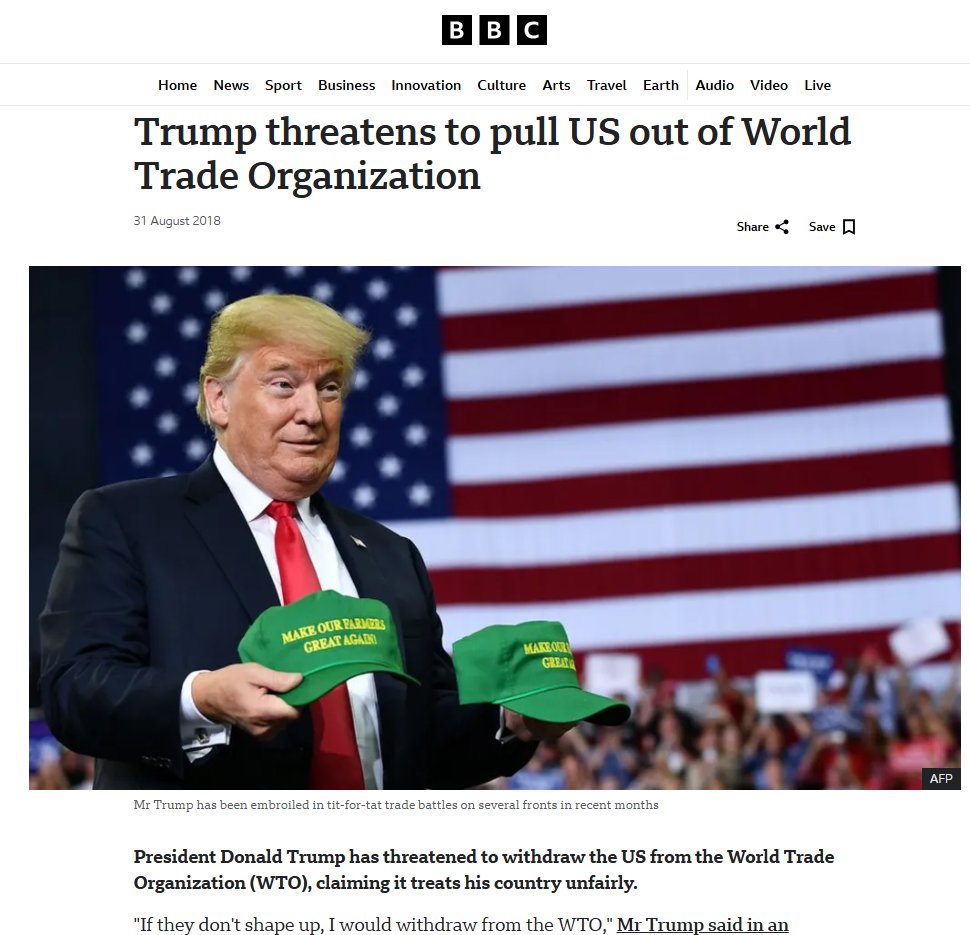 BBC
Home News Sport Business Innovation Culture Arts Travel Earth Audio Video Live
Trump threatens to pull US out of World
Trade Organization
31 August 2018
Share Save
MAKE OUR FARMERS
GREAT AGAIN!
MAKE OUR
GREAT
AFP
Mr Trump has been embroiled in tit-for-tat trade battles on several fronts in recent months
President Donald Trump has threatened to withdraw the US from the World Trade
Organization (WTO), claiming it treats his country unfairly.
"If they don't shape up, I would withdraw from the WTO," Mr Trump said in an